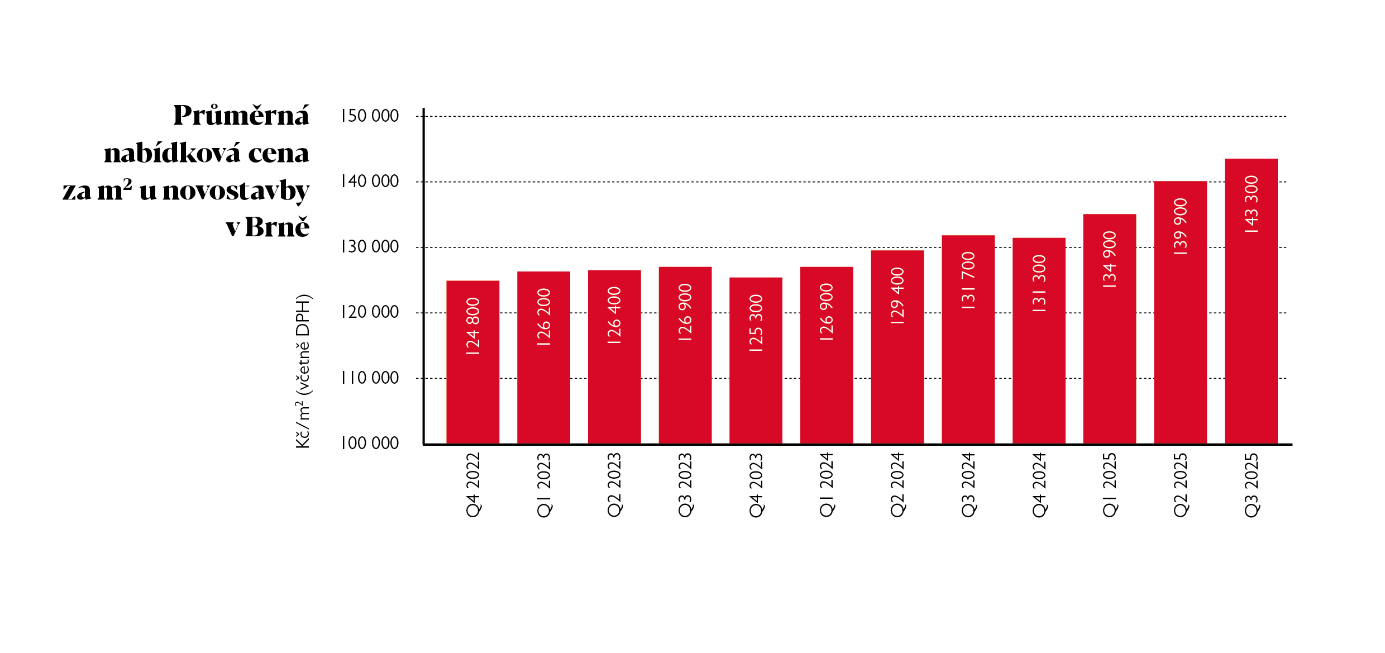 Průměrná
nabídková cena
za m² u novostavby
v Brně
Kč/m² (včetně DPH)
150 000
140 000
130 000
120 000
110 000
100 000
124 800
126 200
126 400
126 900
125 300
126 900
129 400
131 700
131 300
134 900
139 900
143 300
Q4 2022
Q1 2023
Q2 2023
Q3 2023
Q4 2023
Q1 2024
Q2 2024
Q3 2024
Q4 2024
Q1 2025
Q2 2025
Q3 2025